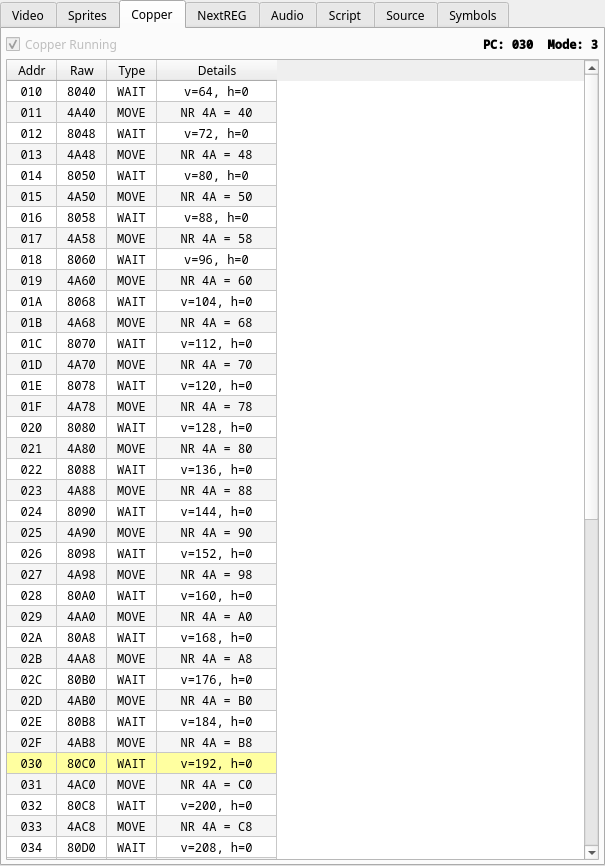 Video Sprites Copper NextREG Audio Script Source Symbols
Copper Running PC: 030 Mode: 3
Addr Raw Type Details
010 8040 WAIT v=64, h=0
011 4A40 MOVE NR 4A = 40
012 8048 WAIT v=72, h=0
013 4A48 MOVE NR 4A = 48
014 8050 WAIT v=80, h=0
015 4A50 MOVE NR 4A = 50
016 8058 WAIT v=88, h=0
017 4A58 MOVE NR 4A = 58
018 8060 WAIT v=96, h=0
019 4A60 MOVE NR 4A = 60
01A 8068 WAIT v=104, h=0
01B 4A68 MOVE NR 4A = 68
01C 8070 WAIT v=112, h=0
01D 4A70 MOVE NR 4A = 70
01E 8078 WAIT v=120, h=0
01F 4A78 MOVE NR 4A = 78
020 8080 WAIT v=128, h=0
021 4A80 MOVE NR 4A = 80
022 8088 WAIT v=136, h=0
023 4A88 MOVE NR 4A = 88
024 8090 WAIT v=144, h=0
025 4A90 MOVE NR 4A = 90
026 8098 WAIT v=152, h=0
027 4A98 MOVE NR 4A = 98
028 80A0 WAIT v=160, h=0
029 4AA0 MOVE NR 4A = A0
02A 80A8 WAIT v=168, h=0
02B 4AA8 MOVE NR 4A = A8
02C 80B0 WAIT v=176, h=0
02D 4AB0 MOVE NR 4A = B0
02E 80B8 WAIT v=184, h=0
02F 4AB8 MOVE NR 4A = B8
030 80C0 WAIT v=192, h=0
031 4AC0 MOVE NR 4A = C0
032 80C8 WAIT v=200, h=0
033 4AC8 MOVE NR 4A = C8
034 80D0 WAIT v=208, h=0